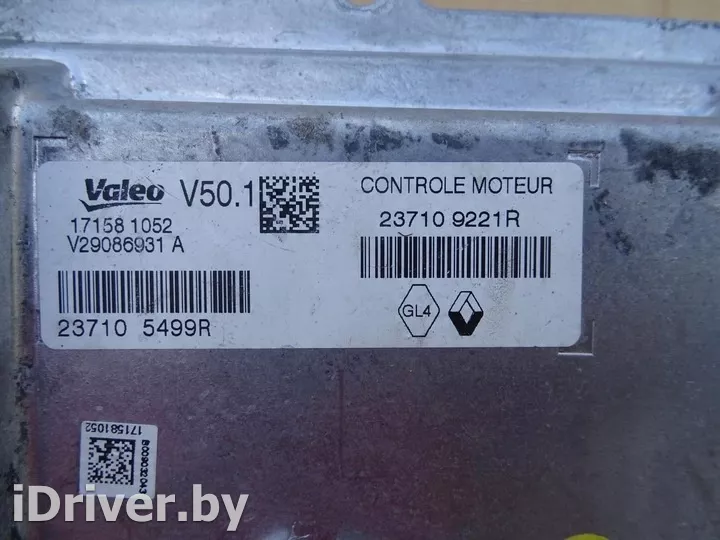 Valeo V50.1
17158 1052
V29086931 A
23710 5499R
CONTROLE MOTEUR
23710 9221R
GL4
171581052
iDriver.by